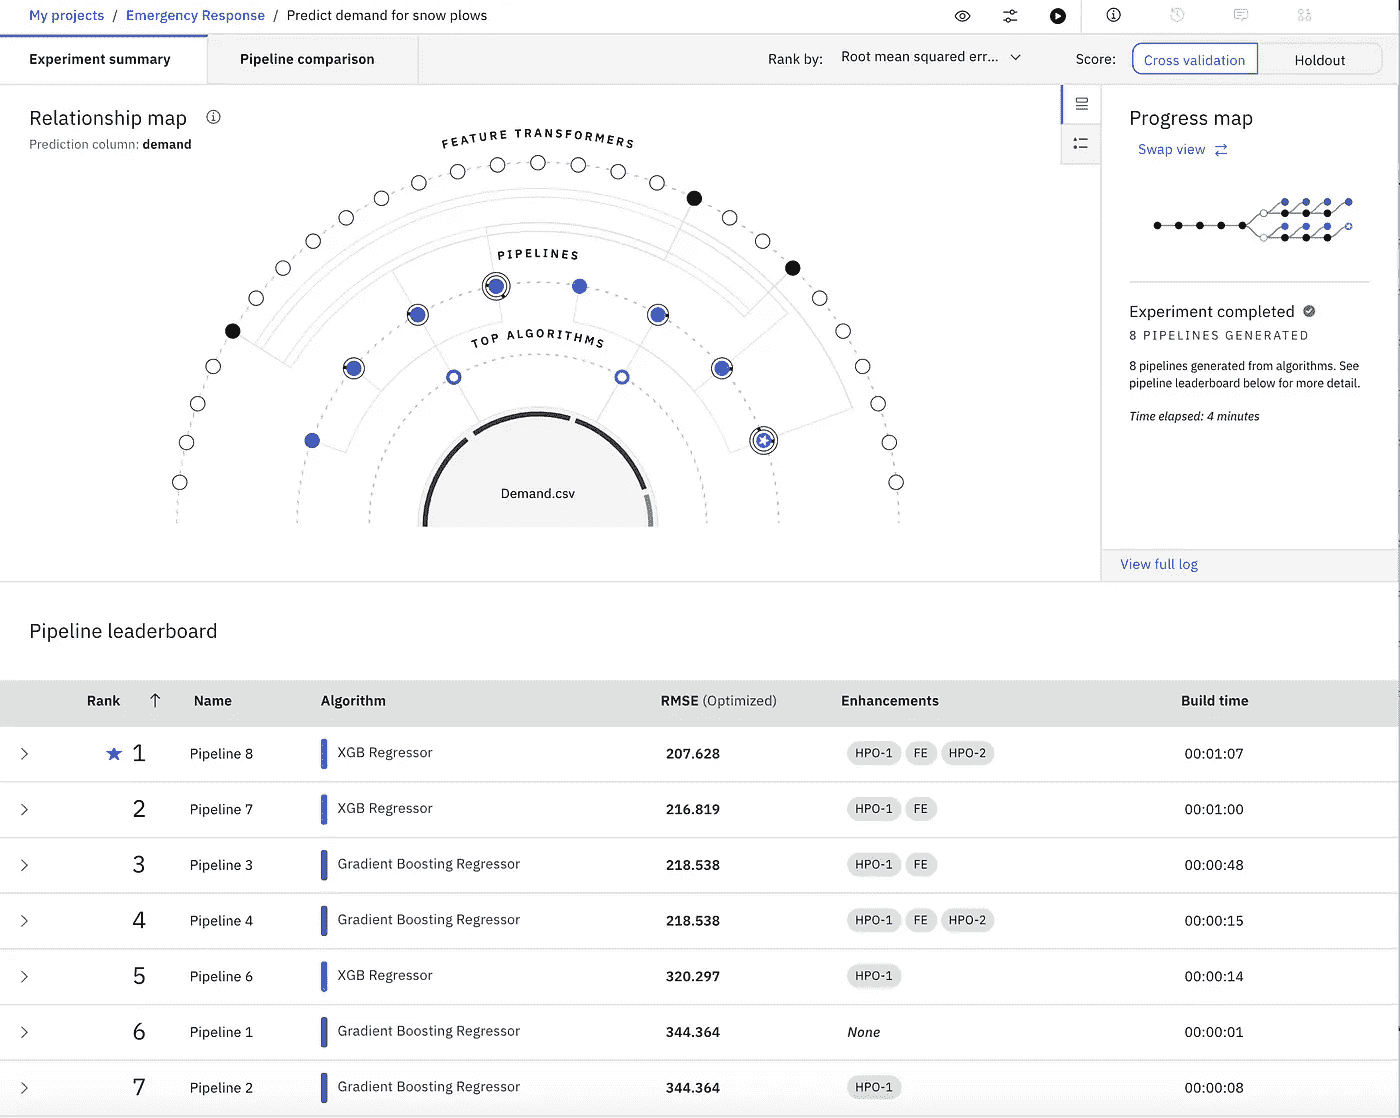 My projects / Emergency Response / Predict demand for snow plows
Experiment summary
Pipeline comparison
Rank by: Root mean squared err...
Score: Cross validation Holdout
Relationship map
Prediction column: demand
FEATURE TRANSFORMERS
PIPELINES
TOP ALGORITHMS
Demand.csv
Progress map
Swap view
Experiment completed
8 PIPELINES GENERATED
8 pipelines generated from algorithms. See
pipeline leaderboard below for more detail.
Time elapsed: 4 minutes
View full log
Pipeline leaderboard
Rank Name Algorithm RMSE (Optimized) Enhancements Build time
1 Pipeline 8 XGB Regressor 207.628 HPO-1 FE HPO-2 00:01:07
2 Pipeline 7 XGB Regressor 216.819 HPO-1 FE 00:01:00
3 Pipeline 3 Gradient Boosting Regressor 218.538 HPO-1 FE 00:00:48
4 Pipeline 4 Gradient Boosting Regressor 218.538 HPO-1 FE HPO-2 00:00:15
5 Pipeline 6 XGB Regressor 320.297 HPO-1 00:00:14
6 Pipeline 1 Gradient Boosting Regressor 344.364 None 00:00:01
7 Pipeline 2 Gradient Boosting Regressor 344.364 HPO-1 00:00:08